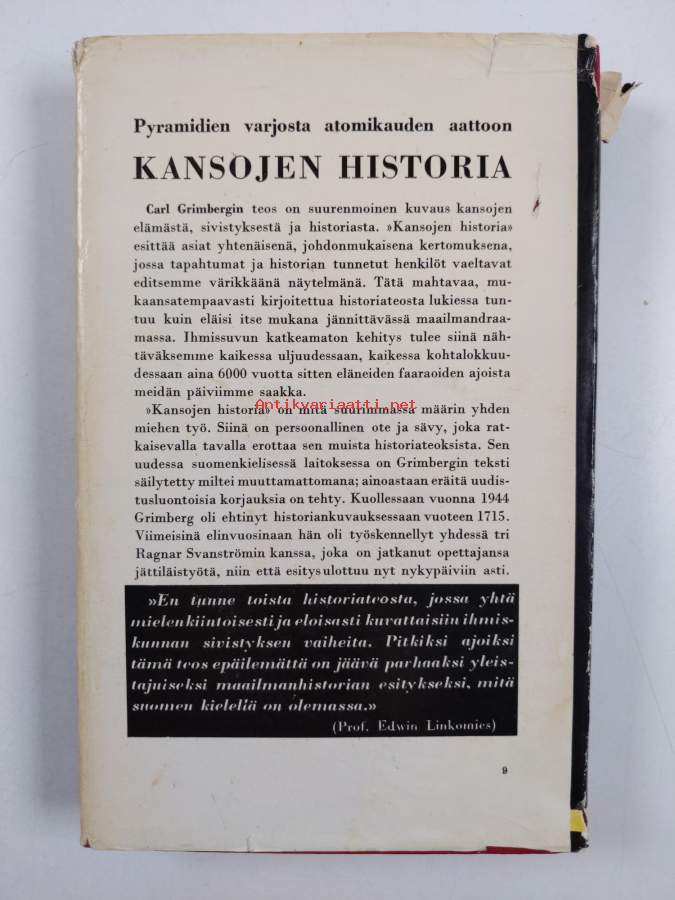 Pyramidien varjosta atomikauden aattoon
KANSOJEN HISTORIA
Carl Grimbergin teos on suurenmoinen kuvaus kansojen
elämästä, sivistyksestä ja historiasta. »Kansojen historia»
esittää asiat yhtenäisenä, johdonmukaisena kertomuksena,
jossa tapahtumat ja historian tunnetut henkilöt vaeltavat
editsemme värikkäänä näytelmänä. Tätä mahtavaa, mu-
kaansatempaavasti kirjoitettua historiateosta lukiessa tun-
tuu kuin eläisi itse mukana jännittävässä maailmandraa-
massa. Ihmissuvun katkeamaton kehitys tulee siinä näh-
täväksemme kaikessa uljuudessaan, kaikessa kohtalokkuu-
dessaan aina 6000 vuotta sitten eläneiden faaraoiden ajoista
meidän päiviimme saakka.
Antikvariaatti.net
»Kansojen historia» on mitä suurimmassa määrin yhden
miehen työ. Siinä on persoonallinen ote ja sävy, joka rat-
kaisevalla tavalla erottaa sen muista historiateoksista. Sen
uudessa suomenkielisessä laitoksessa on Grimbergin teksti
säilytetty miltei muuttamattomana; ainoastaan eräitä uudis-
tusluontoisia korjauksia on tehty. Kuollessaan vuonna 1944
Grimberg oli ehtinyt historiankuvauksessaan vuoteen 1715.
Viimeisinä elinvuosinaan hän oli työskennellyt yhdessä tri
Ragnar Svanströmin kanssa, joka on jatkanut opettajansa
jättiläistyötä, niin että esitys ulottuu nyt nykypäiviin asti.
»En tunne toista historiateosta, jossa yhtä
mielenkiintoisesti ja eloisasti kuvattaisiin ihmis-
kunnan sivistyksen vaiheita. Pitkiksi ajoiksi
tämä teos epäilemättä on jäävä parhaaksi yleis-
tajuiseksi maailmanhistorian esitykseksi, mitä
suomen kielellä on olemassa.»
(Prof. Edwin Linkomies)
9